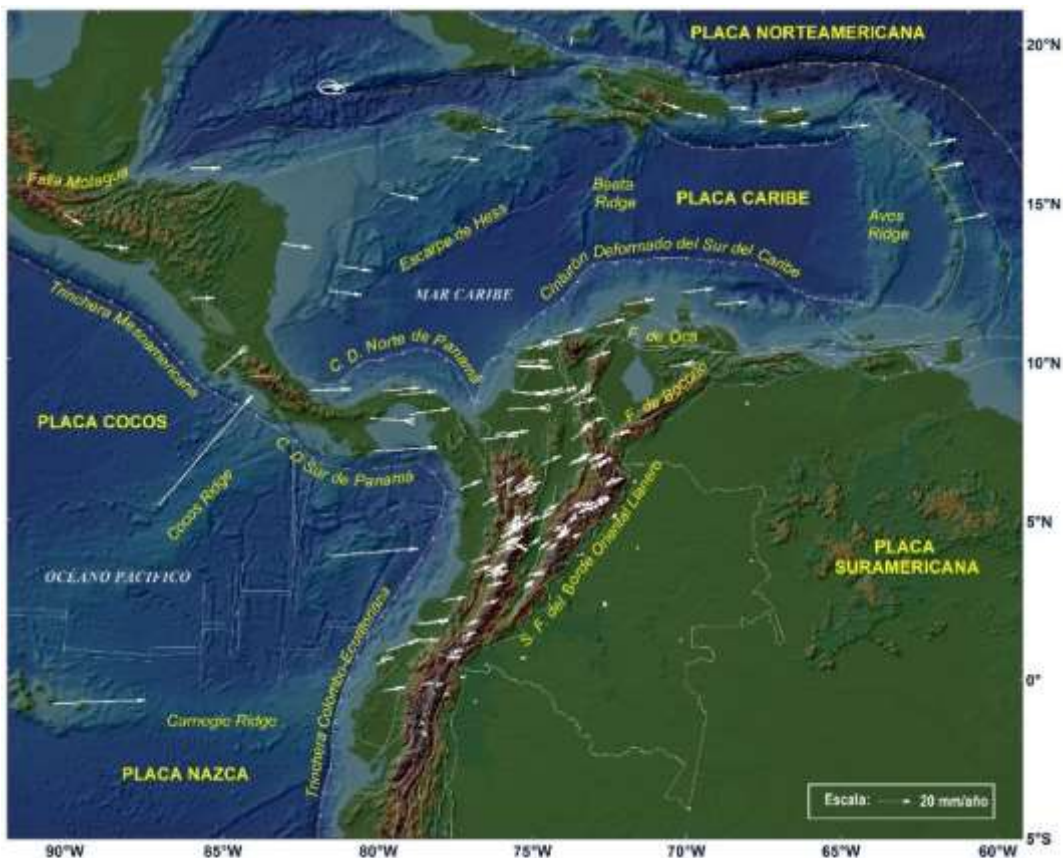 PLACA NORTEAMERICANA
20°N
Falla Molagua
Beata
Ridge
PLACA CARIBE
Aves
Ridge
15°N
Escarpe de Hess
Trinchera Mesoamericana
MAR CARIBE
Cinturón Deformado del Sur del Caribe
C. D. Norte de Panamá
F. de Oca
10°N
F. de Boconó
PLACA COCOS
C. D Sur de Panamá
Cocos Ridge
5°N
OCÉANO PACIFICO
PLACA
SURAMERICANA
S. F. del Borde Oriental Llanero
Trinchera Colombo-Ecuatoriana
0°
Carnegie Ridge
PLACA NAZCA
Escala: 20 mm/año
5°S
90°W 85°W 80°W 75°W 70°W 65°W 60°W